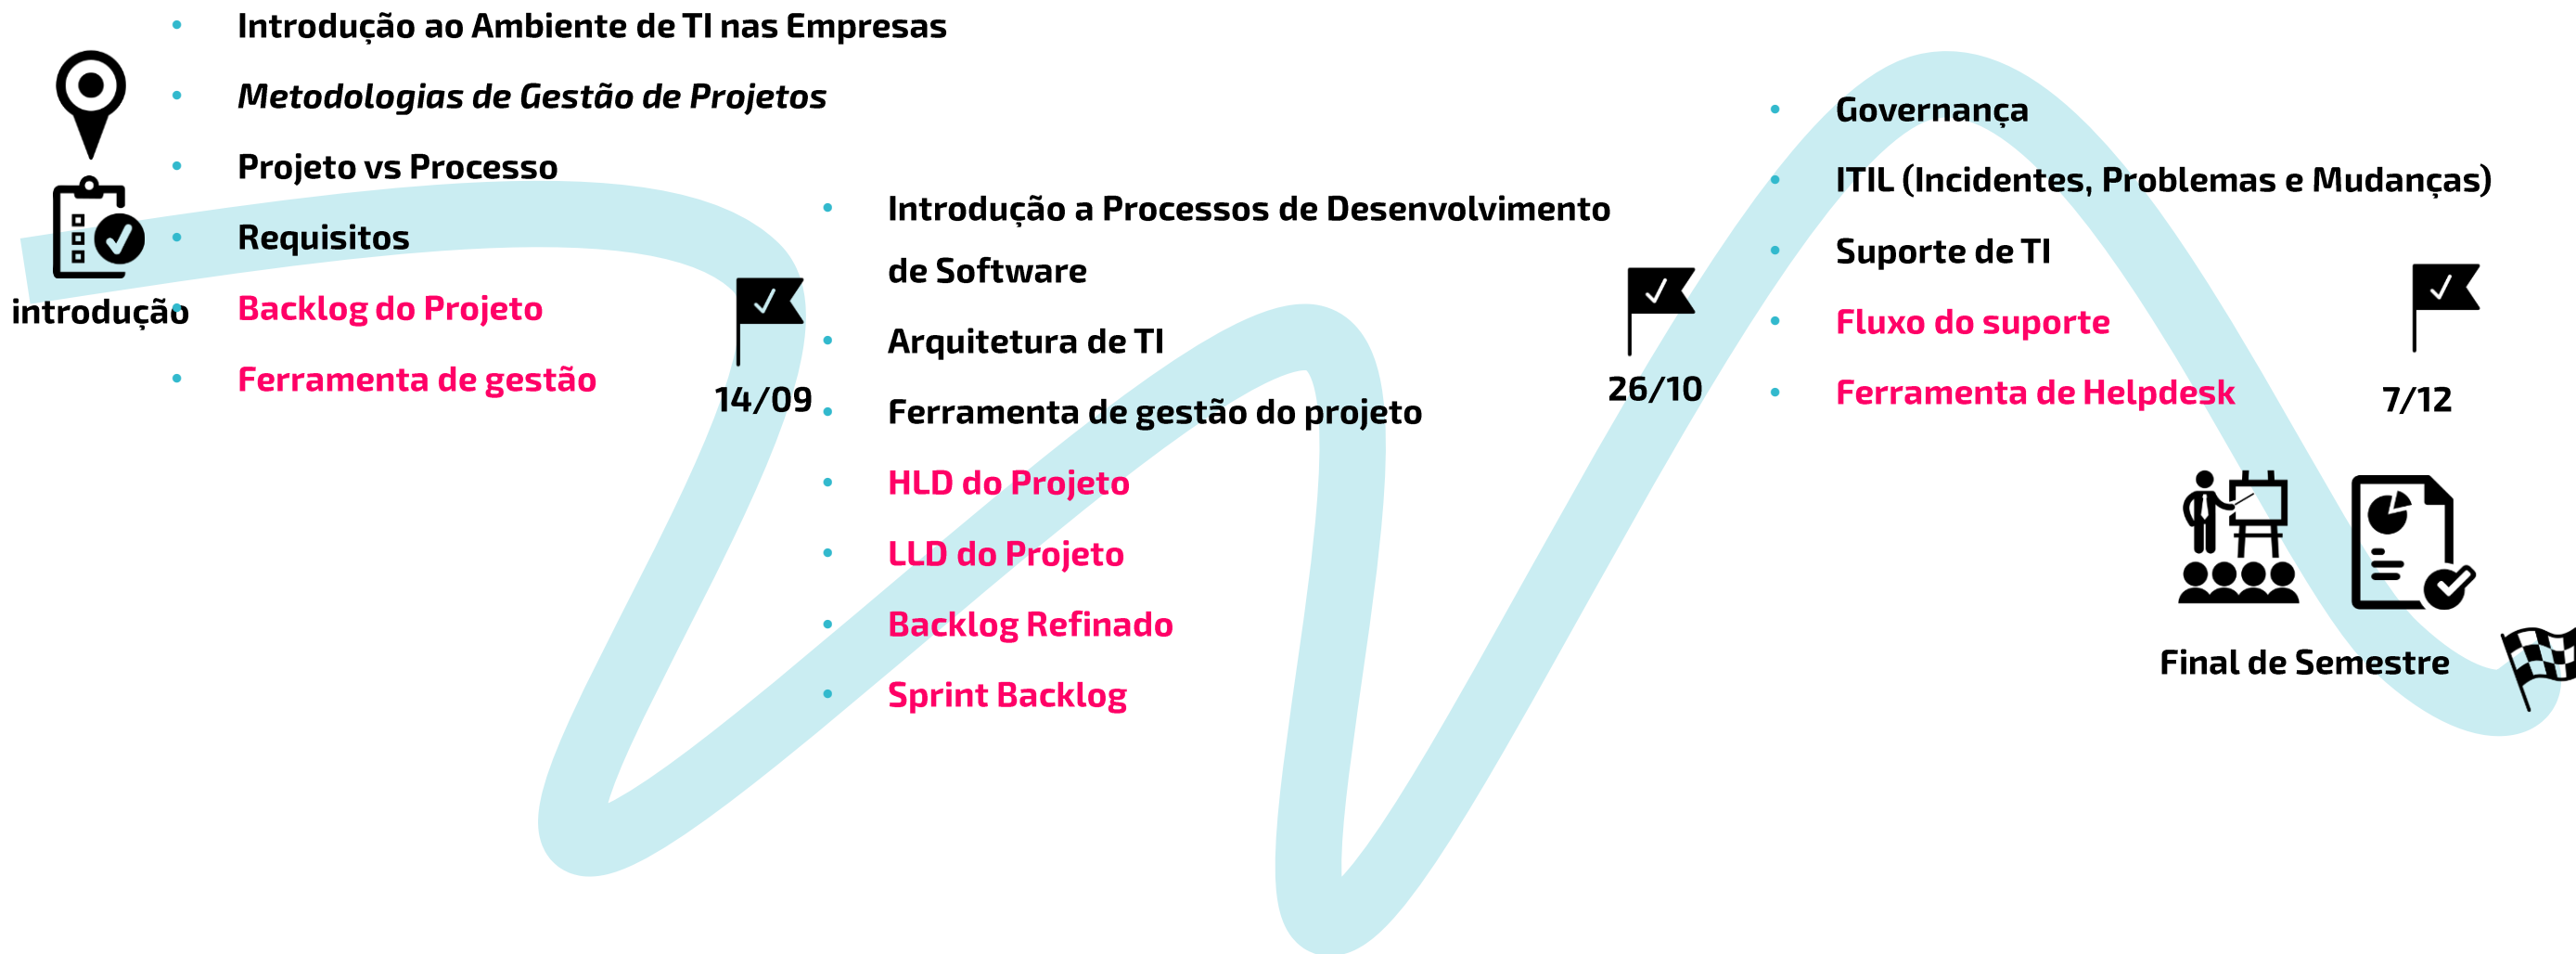 Introdução ao Ambiente de TI nas Empresas
Metodologias de Gestão de Projetos
Projeto vs Processo
Requisitos
introdução
Backlog do Projeto
Ferramenta de gestão
14/09
Introdução a Processos de Desenvolvimento
de Software
Arquitetura de TI
Ferramenta de gestão do projeto
HLD do Projeto
LLD do Projeto
Backlog Refinado
Sprint Backlog
26/10
Governança
ITIL (Incidentes, Problemas e Mudanças)
Suporte de TI
Fluxo do suporte
Ferramenta de Helpdesk
7/12
Final de Semestre